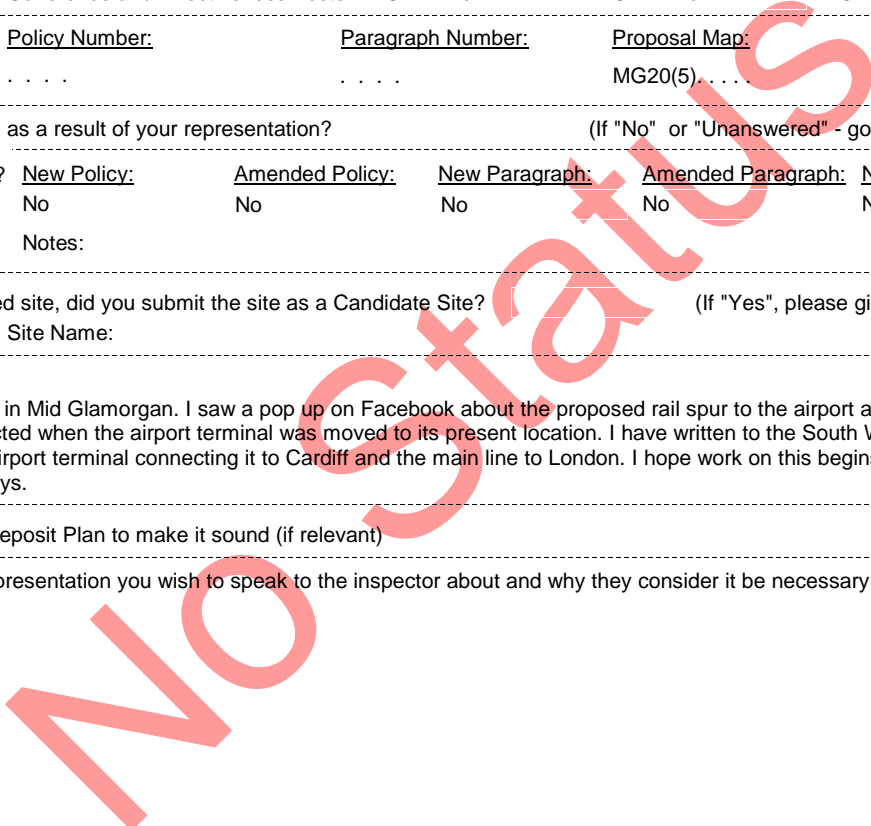 Policy Number: Paragraph Number: Proposal Map:
. . . . . . . . MG20(5). . . . .
as a result of your representation? (If "No" or "Unanswered" - go
? New Policy: Amended Policy: New Paragraph: Amended Paragraph:
No No No No
Notes:
ed site, did you submit the site as a Candidate Site? (If "Yes", please gi
Site Name:
in Mid Glamorgan. I saw a pop up on Facebook about the proposed rail spur to the airport a
cted when the airport terminal was moved to its present location. I have written to the South W
irport terminal connecting it to Cardiff and the main line to London. I hope work on this begins
ys.
eposit Plan to make it sound (if relevant)
presentation you wish to speak to the inspector about and why they consider it be necessary
No Status